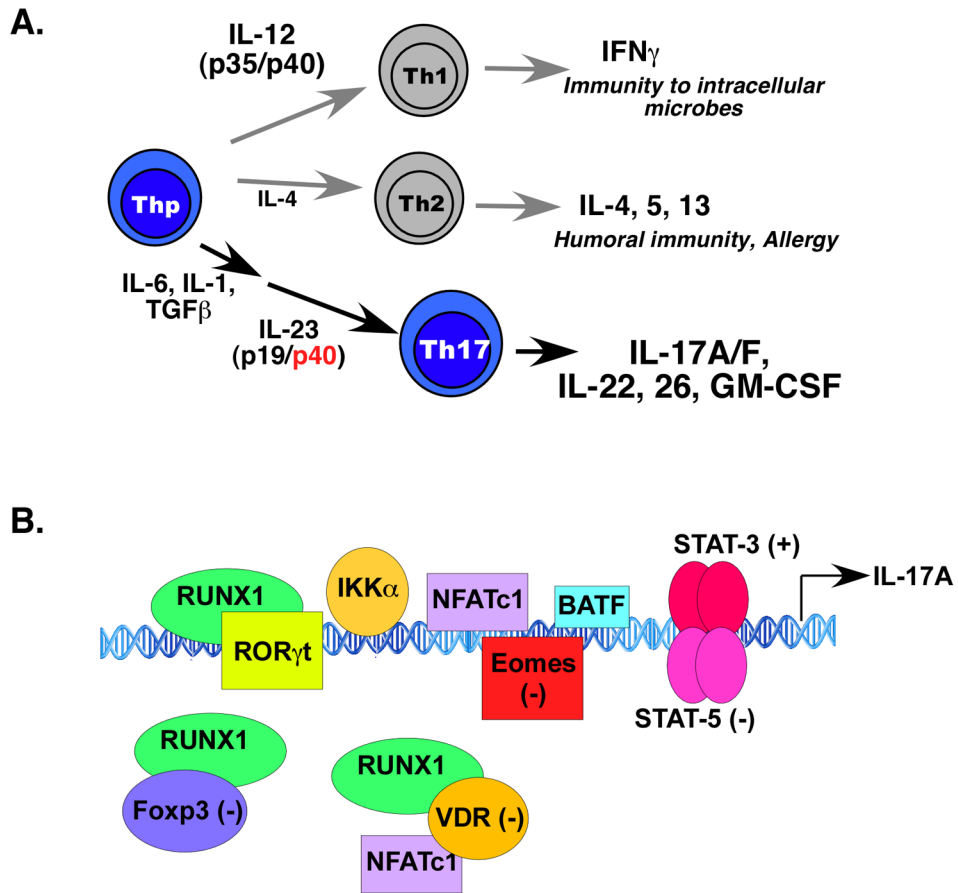 A.
IL-12
(p35/p40)
Th1
IFNγ
Immunity to intracellular
microbes
Thp
IL-4
Th2
IL-4, 5, 13
Humoral immunity, Allergy
IL-6, IL-1,
TGFβ
IL-23
(p19/p40)
Th17
IL-17A/F,
IL-22, 26, GM-CSF
B.
STAT-3 (+)
IL-17A
RUNX1
IKKα
NFATc1
BATF
RORγt
Eomes
(-)
STAT-5 (-)
RUNX1
Foxp3 (-)
RUNX1
VDR (-)
NFATc1